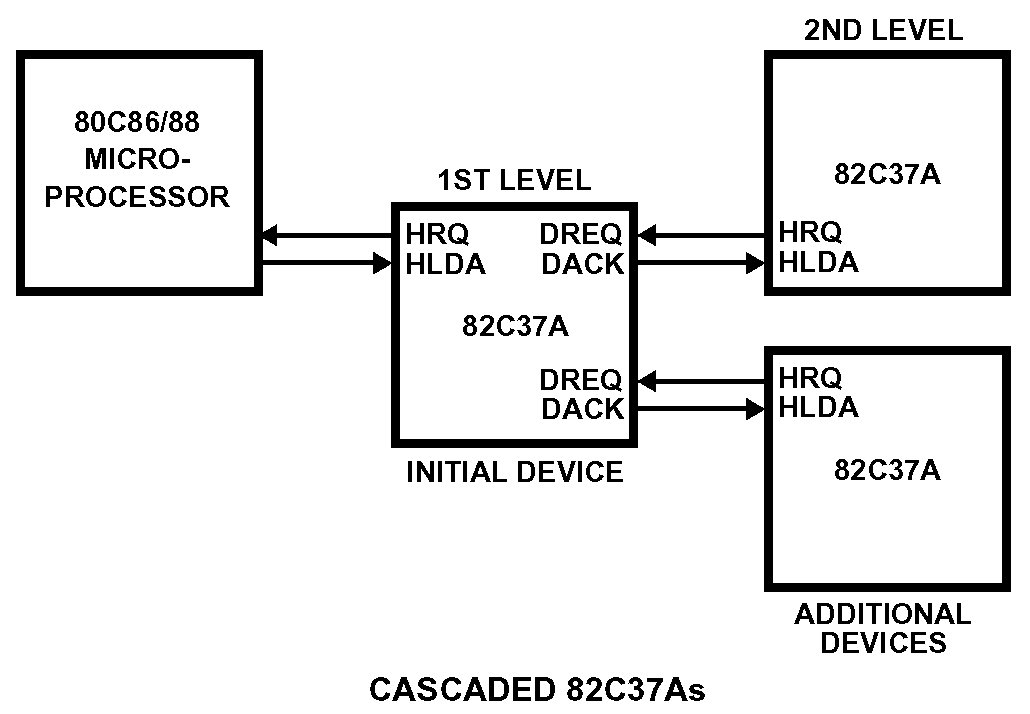 2ND LEVEL
80C86/88
MICRO-
PROCESSOR
82C37A
1ST LEVEL
HRQ DREQ
HLDA DACK
HRQ
HLDA
82C37A
DREQ
DACK
HRQ
HLDA
82C37A
INITIAL DEVICE
ADDITIONAL
DEVICES
CASCADED 82C37As